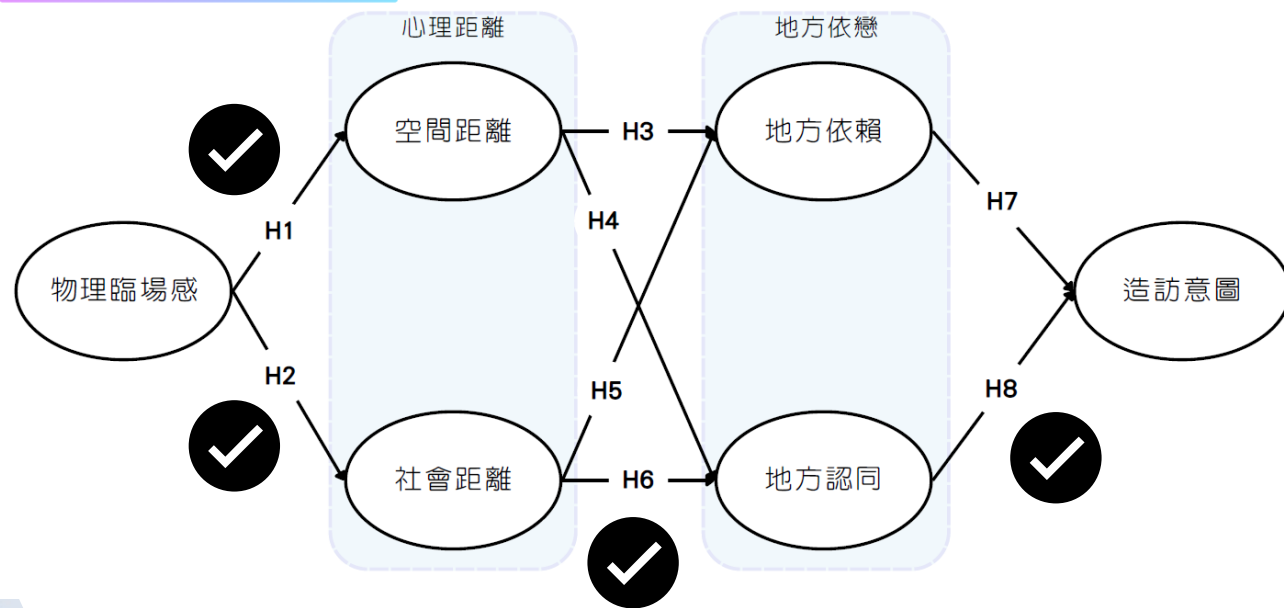 心理距離
地方依戀
空間距離
H3
地方依賴
H1
H4
H7
物理臨場感
造訪意圖
H2
H5
H8
社會距離
H6
地方認同